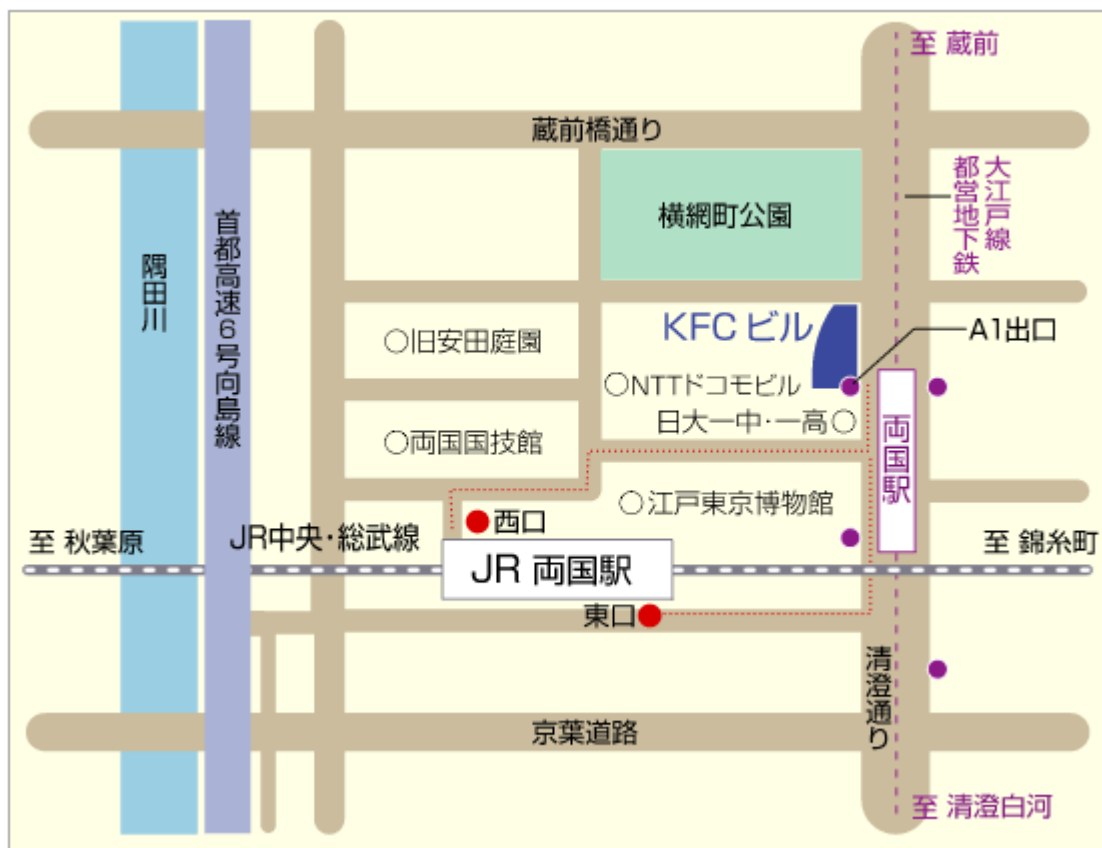 至 蔵前
蔵前橋通り
大江戸線
都営地下鉄
横網町公園
首都高速6号向島線
隅田川
KFC ビル
A1出口
○旧安田庭園
○NTTドコモビル
日大一中・一高○
○両国国技館
両国駅
○江戸東京博物館
西口
至 秋葉原
JR中央・総武線
至 錦糸町
JR 両国駅
東口
清澄通り
京葉道路
至 清澄白河